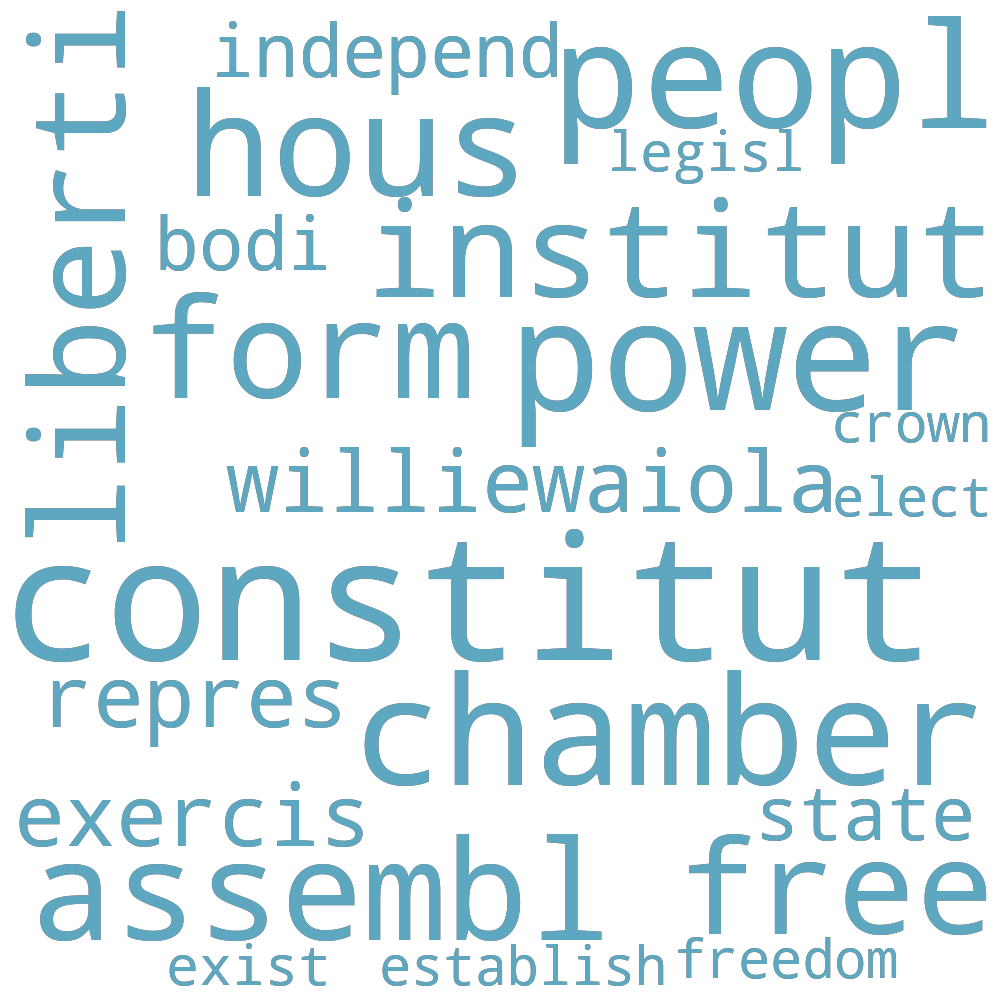 liberti
independ
peopl
hous
legisl
bodi
institut
form
power
crown
williewaiola
elect
constitut
repres
chamber
exercis
state
assembl
free
exist
establish
freedom